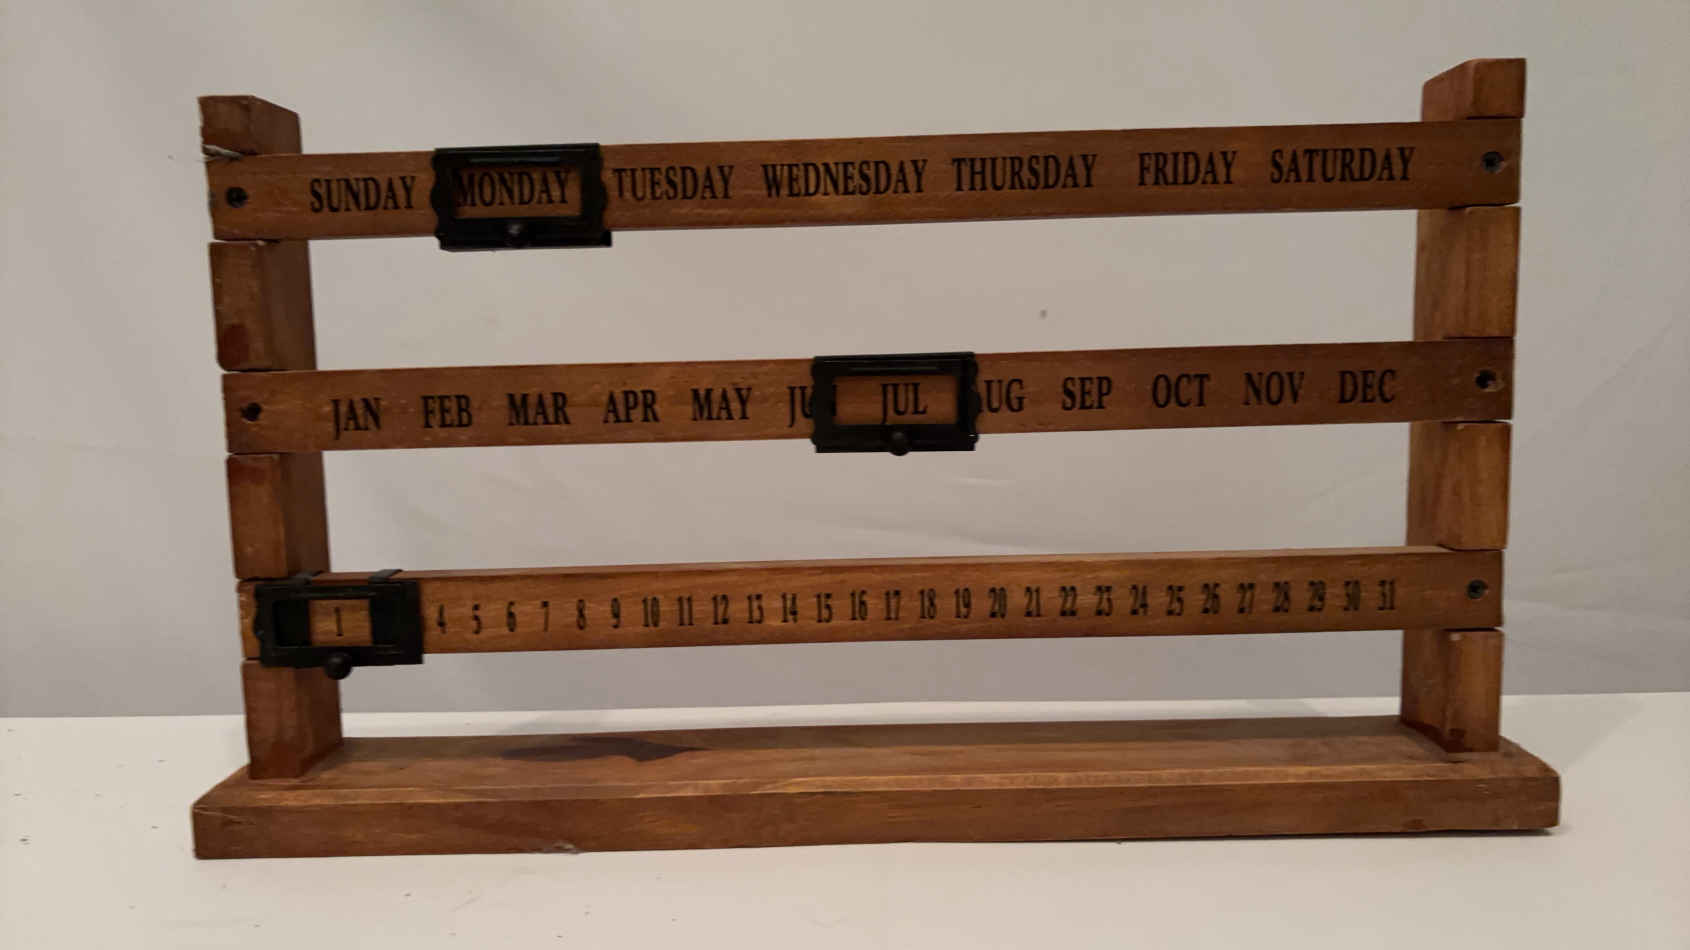 SUNDAY MONDAY TUESDAY WEDNESDAY THURSDAY FRIDAY SATURDAY
JAN FEB MAR APR MAY JUL SEP OCT NOV DEC
1 4 5 6 7 8 9 10 11 12 13 14 15 16 17 18 19 20 21 22 23 24 25 26 27 28 29 30 31